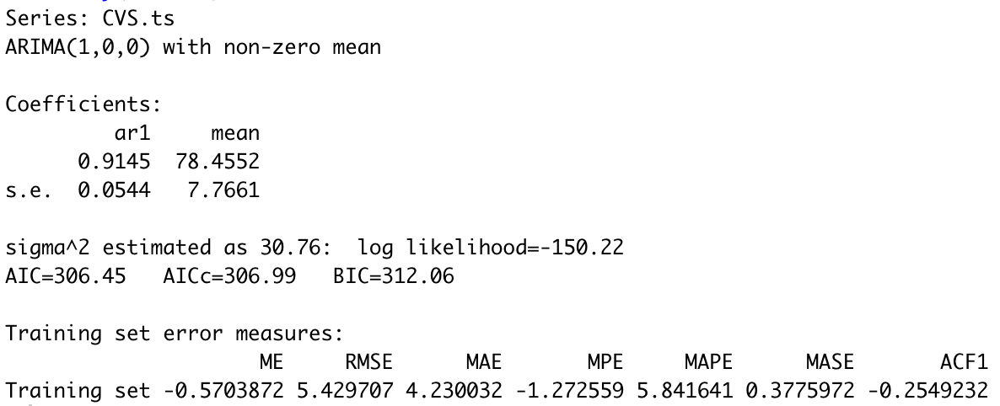 Series: CVS.ts
ARIMA(1,0,0) with non-zero mean
Coefficients:
ar1 mean
0.9145 78.4552
s.e. 0.0544 7.7661
sigma^2 estimated as 30.76: log likelihood=-150.22
AIC=306.45 AICc=306.99 BIC=312.06
Training set error measures:
ME RMSE MAE MPE MAPE MASE ACF1
Training set -0.5703872 5.429707 4.230032 -1.272559 5.841641 0.3775972 -0.2549232